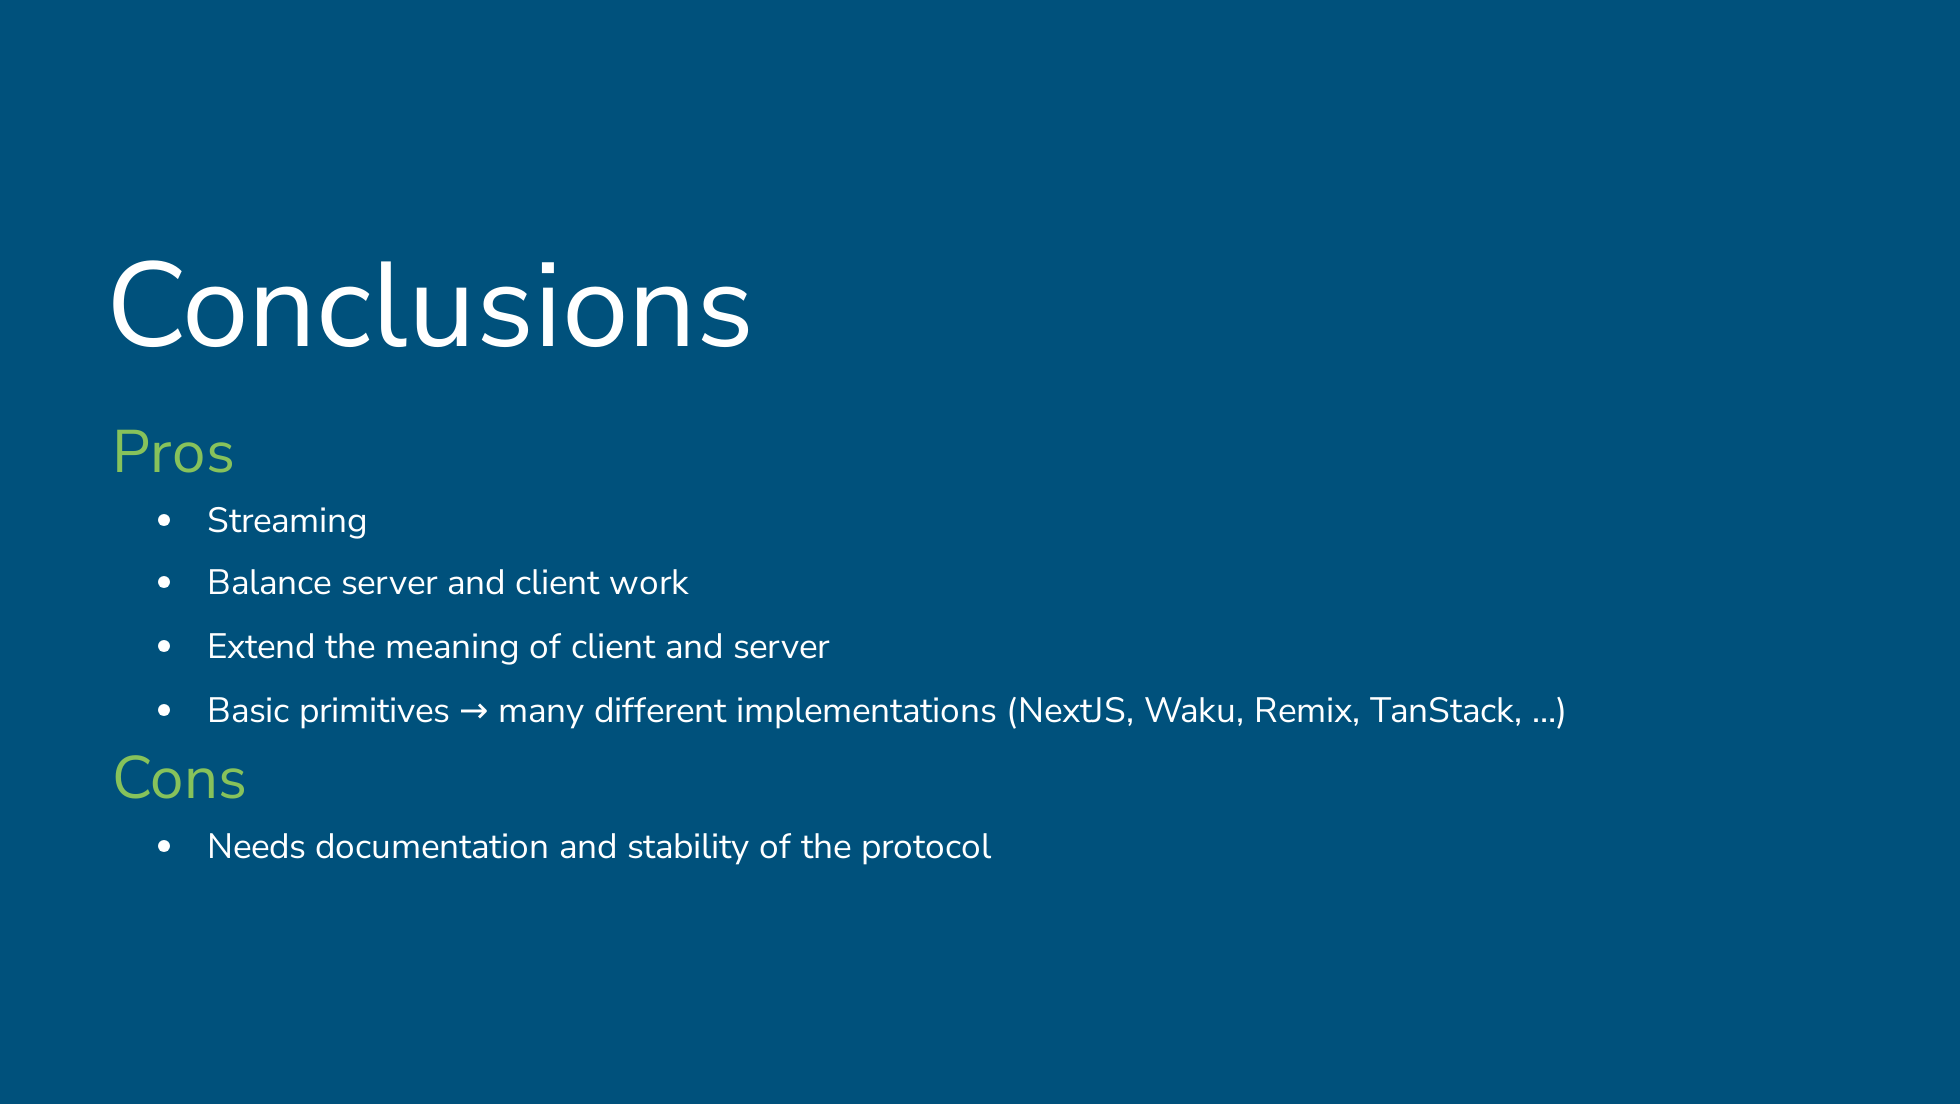 Conclusions
Pros
• Streaming
• Balance server and client work
• Extend the meaning of client and server
• Basic primitives → many different implementations (NextJS, Waku, Remix, TanStack, ...)
Cons
• Needs documentation and stability of the protocol